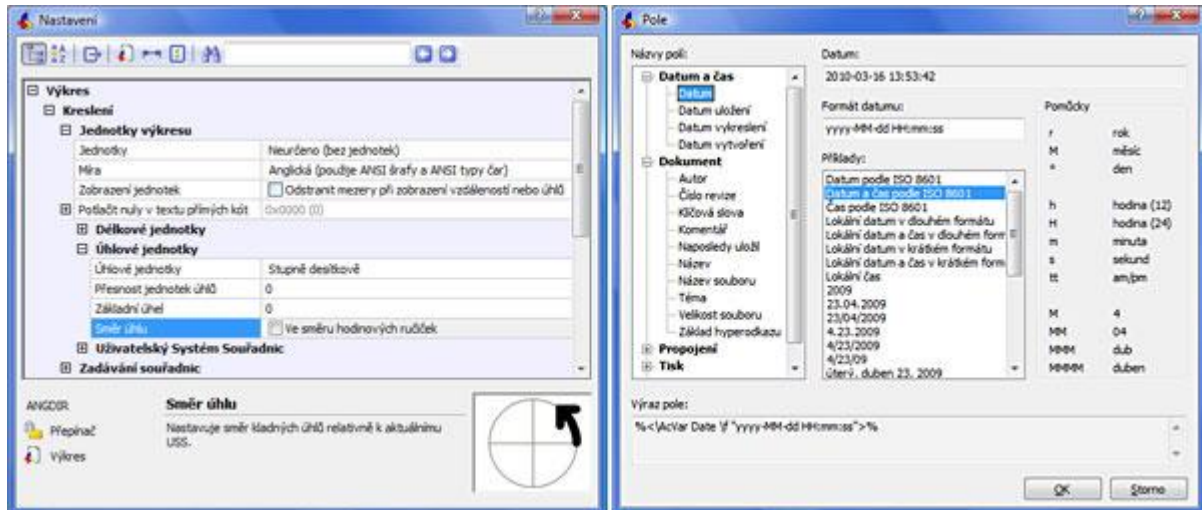 Nastavení
Výkres
Kreslení
Jednotky výkresu
Jednotky Neurčeno (bez jednotek)
Míra Anglická (použije ANSI šrafy a ANSI typy čar)
Zobrazení jednotek Odstranit mezery při zobrazení vzdáleností nebo úhlů
Potlačit nuly v textu přímých kót 0x0000 (0)
Délkové jednotky
Úhlové jednotky
Úhlové jednotky Stupně desítkově
Přesnost jednotek úhlů 0
Základní úhel 0
Směr úhlu Ve směru hodinových ručiček
Uživatelský Systém Souřadnic
Zadávání souřadnic
ANGDIR
Přepínač
Výkres
Směr úhlu
Nastavuje směr kladných úhlů relativně k aktuálnímu
USS.
Pole
Názvy polí:
Datum a čas
Datum
Datum uložení
Datum vykreslení
Datum vytvoření
Dokument
Autor
Číslo revize
Klíčová slova
Komentář
Naposledy uložil
Název
Název souboru
Téma
Velikost souboru
Základ hyperodkazu
Propojení
Tisk
Datum:
2010-03-16 13:53:42
Formát datumu:
yyyy-MM-dd HH:mm:ss
Příklady:
Datum podle ISO 8601
Datum a čas podle ISO 8601
Čas podle ISO 8601
Lokální datum v dlouhém formátu
Lokální datum a čas v dlouhém form
Lokální datum v krátkém formátu
Lokální datum a čas v krátkém form
Lokální čas
2009
23.04.2009
23/04/2009
4.23.2009
4/23/2009
4/23/09
úterý, duben 23, 2009
Pomůcky
r rok
M měsíc
den
h hodina (12)
H hodina (24)
m minuta
s sekund
tt am/pm
M 4
MM 04
MMM dub
MMMM duben
Výraz pole:
%<\AcVar Date \f "yyyy-MM-dd HH:mm:ss">%
OK Storno